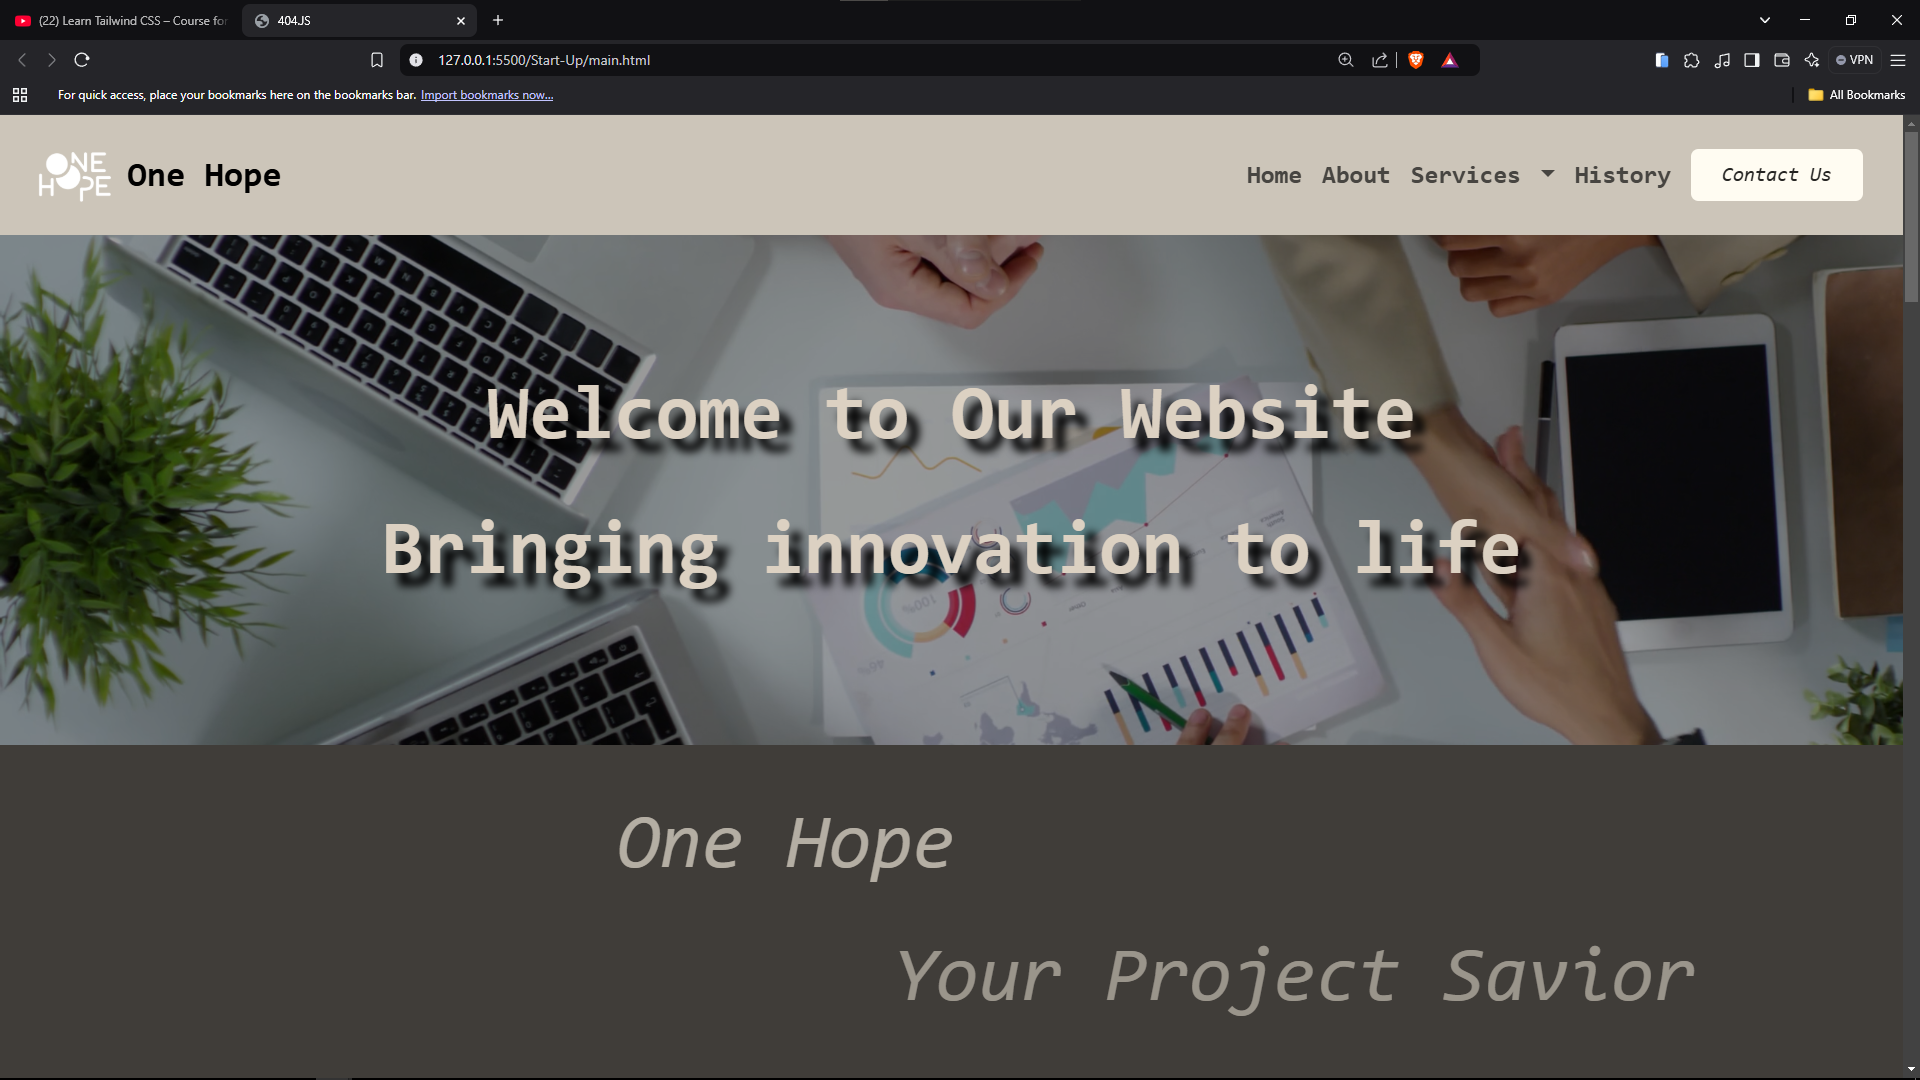 (22) Learn Tailwind CSS – Course for
404JS
127.0.0.1:5500/Start-Up/main.html
VPN
For quick access, place your bookmarks here on the bookmarks bar. Import bookmarks now...
All Bookmarks
ONE
HOPE
One Hope
Home About Services History Contact Us
Welcome to Our Website
Bringing innovation to life
100%
40%
One Hope
Your Project Savior